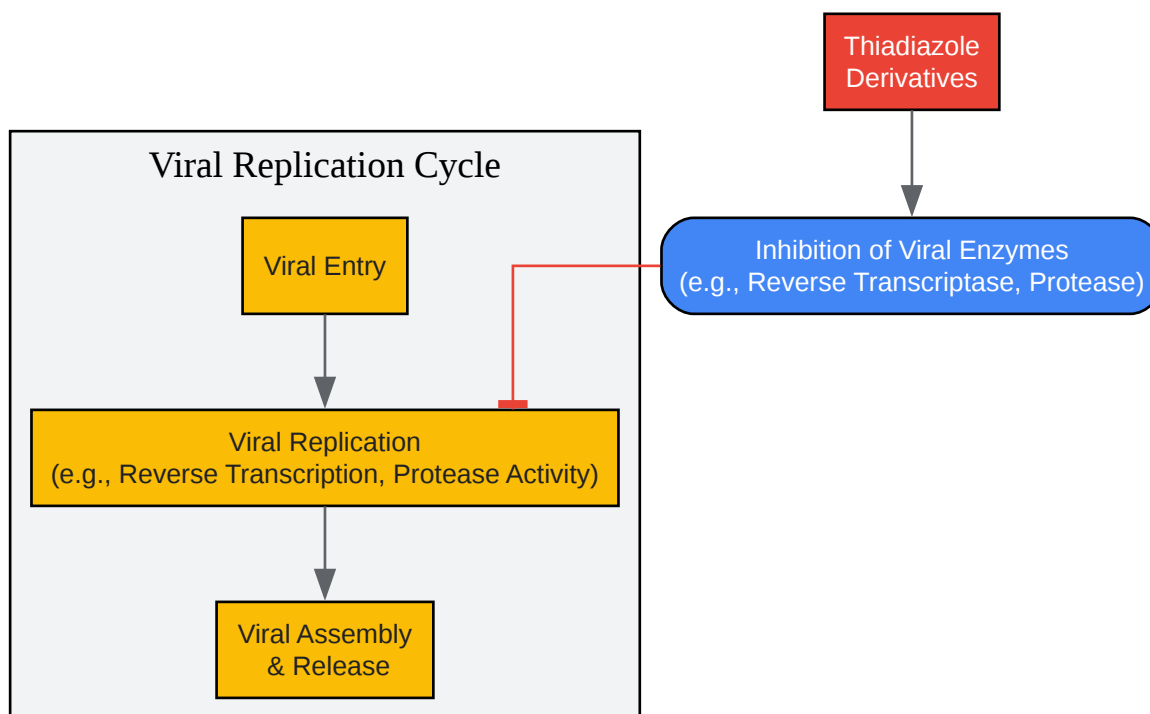 Thiadiazole
Derivatives
Viral Replication Cycle
Viral Entry
Inhibition of Viral Enzymes
(e.g., Reverse Transcriptase, Protease)
Viral Replication
(e.g., Reverse Transcription, Protease Activity)
Viral Assembly
& Release